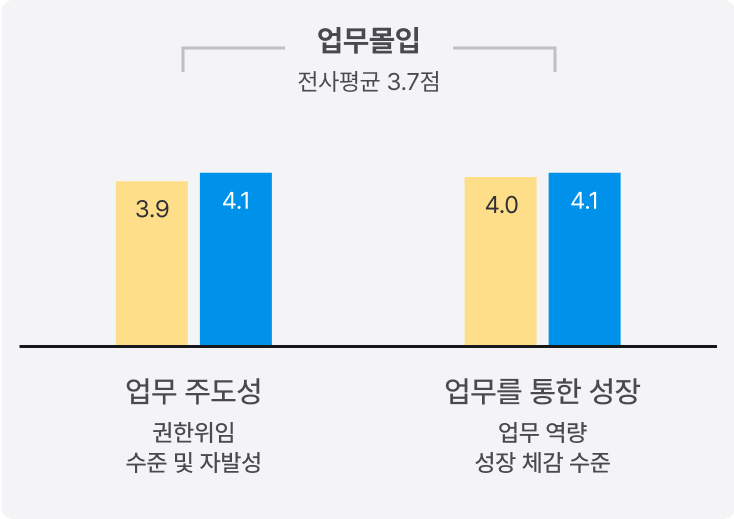 업무몰입
전사평균 3.7점
3.9
4.1
4.0
4.1
업무 주도성
권한위임
수준 및 자발성
업무를 통한 성장
업무 역량
성장 체감 수준